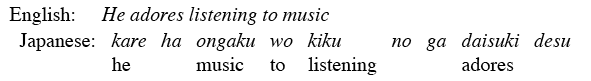 English: He adores listening to music
Japanese: kare ha ongaku wo kiku no ga daisuki desu
he music to listening adores